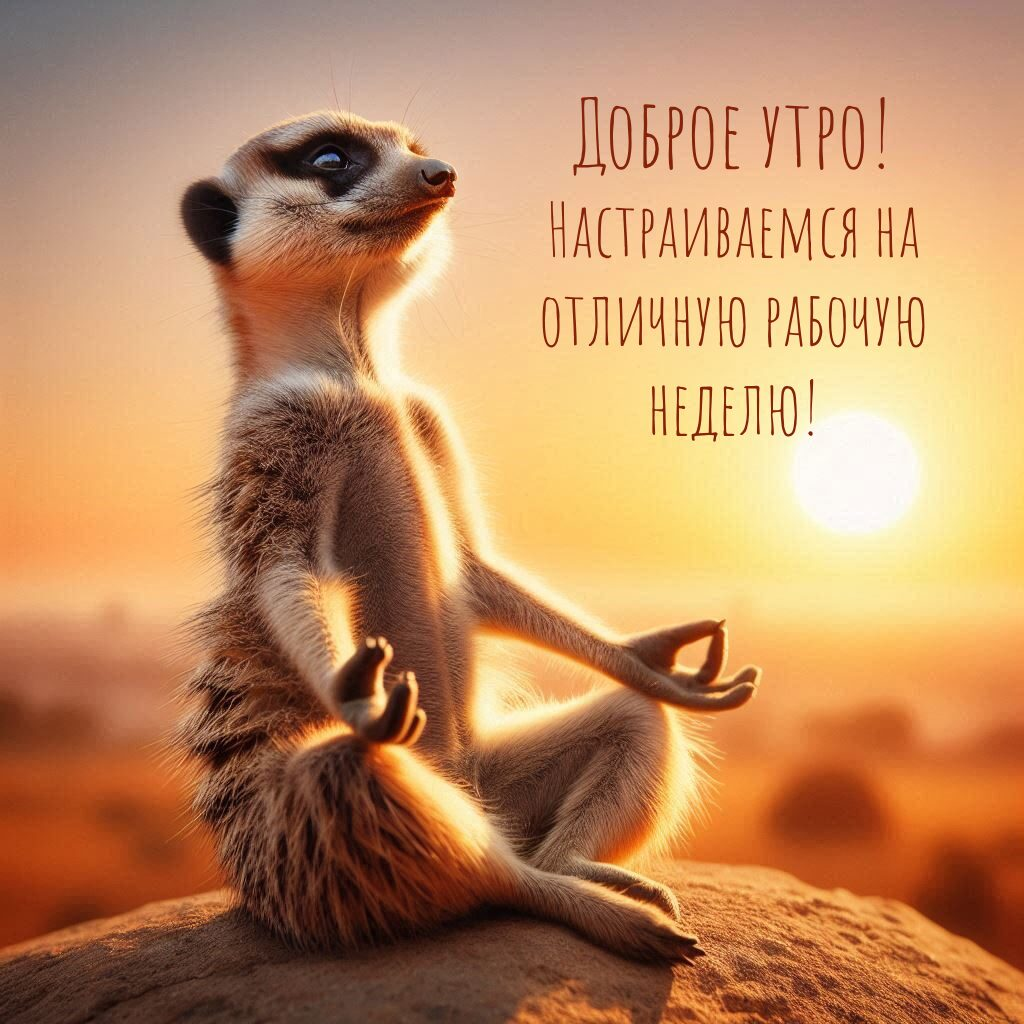 Доброе утро!
Настраиваемся на
отличную рабочую
неделю!